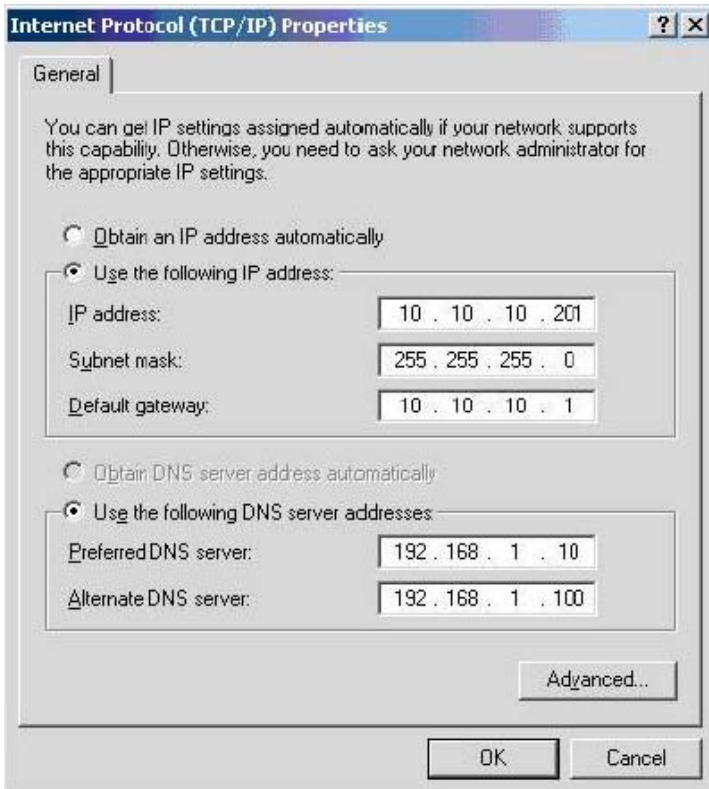 Internet Protocol (TCP/IP) Properties
General
You can get IP settings assigned automatically if your network supports
this capability. Otherwise, you need to ask your network administrator for
the appropriate IP settings.
Obtain an IP address automatically
Use the following IP address:
IP address: 10 . 10 . 10 . 201
Subnet mask: 255 . 255 . 255 . 0
Default gateway: 10 . 10 . 10 . 1
Obtain DNS server address automatically
Use the following DNS server addresses
Preferred DNS server: 192 . 168 . 1 . 10
Alternate DNS server: 192 . 168 . 1 . 100
Advanced...
OK Cancel